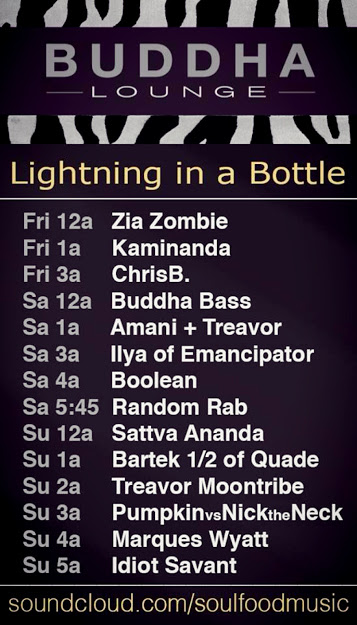 BUDDHA
LOUNGE
Lightning in a Bottle
Fri 12a Zia Zombie
Fri 1a Kaminanda
Fri 3a ChrisB.
Sa 12a Buddha Bass
Sa 1a Amani + Treavor
Sa 3a Ilya of Emancipator
Sa 4a Boolean
Sa 5:45 Random Rab
Su 12a Sattva Ananda
Su 1a Bartek 1/2 of Quade
Su 2a Treavor Moontribe
Su 3a PumpkinvsNicktheNeck
Su 4a Marques Wyatt
Su 5a Idiot Savant
soundcloud.com/soulfoodmusic